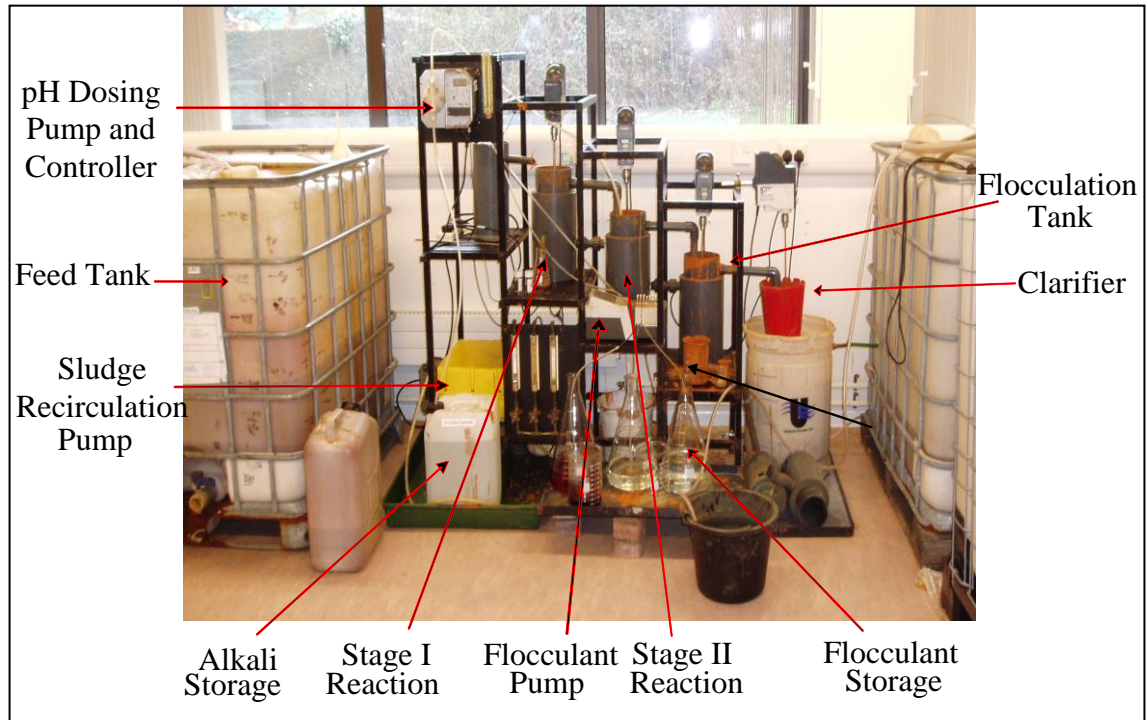 pH Dosing
Pump and
Controller
Feed Tank
Sludge
Recirculation
Pump
Flocculation
Tank
Clarifier
Alkali
Storage
Stage I
Reaction
Flocculant
Pump
Stage II
Reaction
Flocculant
Storage